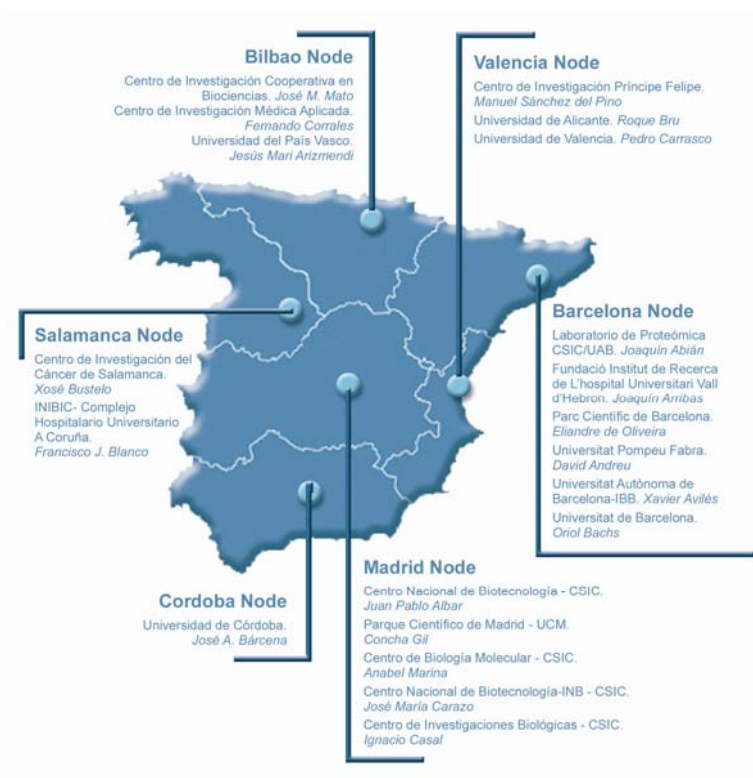 Bilbao Node
Centro de Investigación Cooperativa en
Biociencias. José M. Mato
Centro de Investigación Médica Aplicada.
Fernando Corrales
Universidad del País Vasco.
Jesús Mari Arizmendi
Valencia Node
Centro de Investigación Príncipe Felipe.
Manuel Sánchez del Pino
Universidad de Alicante. Roque Bru
Universidad de Valencia. Pedro Carrasco
Salamanca Node
Centro de Investigación del
Cáncer de Salamanca.
Xosé Bustelo
INIBIC- Complejo
Hospitalario Universitario
A Coruña.
Francisco J. Blanco
Barcelona Node
Laboratorio de Proteómica
CSIC/UAB. Joaquín Abián
Fundació Institut de Recerca
de L'hospital Universitari Vall
d'Hebron. Joaquín Arribas
Parc Científic de Barcelona.
Eliandre de Oliveira
Universitat Pompeu Fabra.
David Andreu
Universitat Autònoma de
Barcelona-IBB. Xavier Avilés
Universitat de Barcelona.
Oriol Bachs
Cordoba Node
Universidad de Córdoba.
José A. Bárcena
Madrid Node
Centro Nacional de Biotecnología - CSIC.
Juan Pablo Albar
Parque Científico de Madrid - UCM.
Concha Gil
Centro de Biología Molecular - CSIC.
Anabel Marina
Centro Nacional de Biotecnología-INB - CSIC.
José María Carazo
Centro de Investigaciones Biológicas - CSIC.
Ignacio Casal